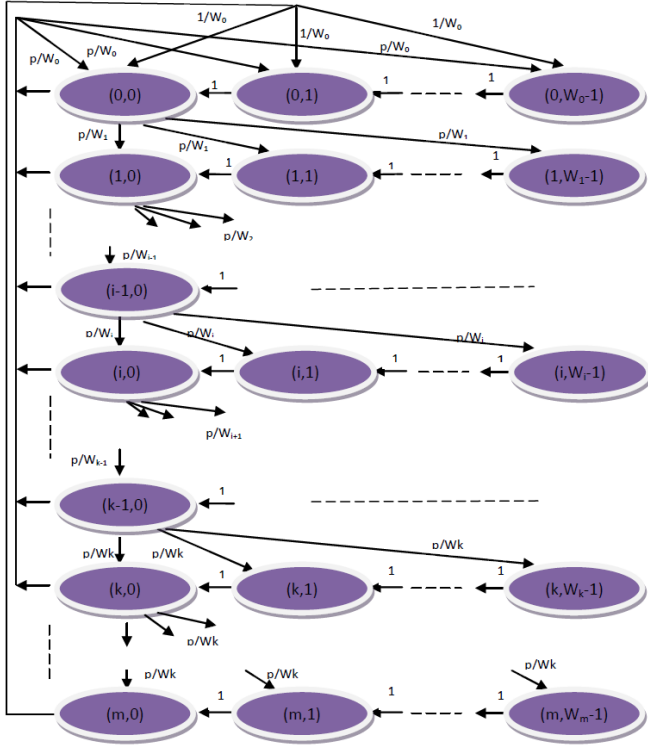 1/W₀ 1/W₀ 1/W₀
p/W₀ p/W₀ p/W₀
(0,0) 1 (0,1) 1 1 (0,W₀-1)
p/W₁ p/W₁ p/W₁
(1,0) 1 (1,1) 1 1 (1,W₁-1)
p/W₂
p/Wᵢ₋₁
(i-1,0) 1
p/Wᵢ p/Wᵢ p/Wᵢ
(i,0) 1 (i,1) 1 1 (i,Wᵢ-1)
p/Wᵢ₊₁
p/Wₖ₋₁
(k-1,0) 1
p/Wk p/Wk p/Wk
(k,0) 1 (k,1) 1 1 (k,Wₖ-1)
p/Wk
p/Wk p/Wk p/Wk
(m,0) 1 (m,1) 1 1 (m,Wₘ-1)